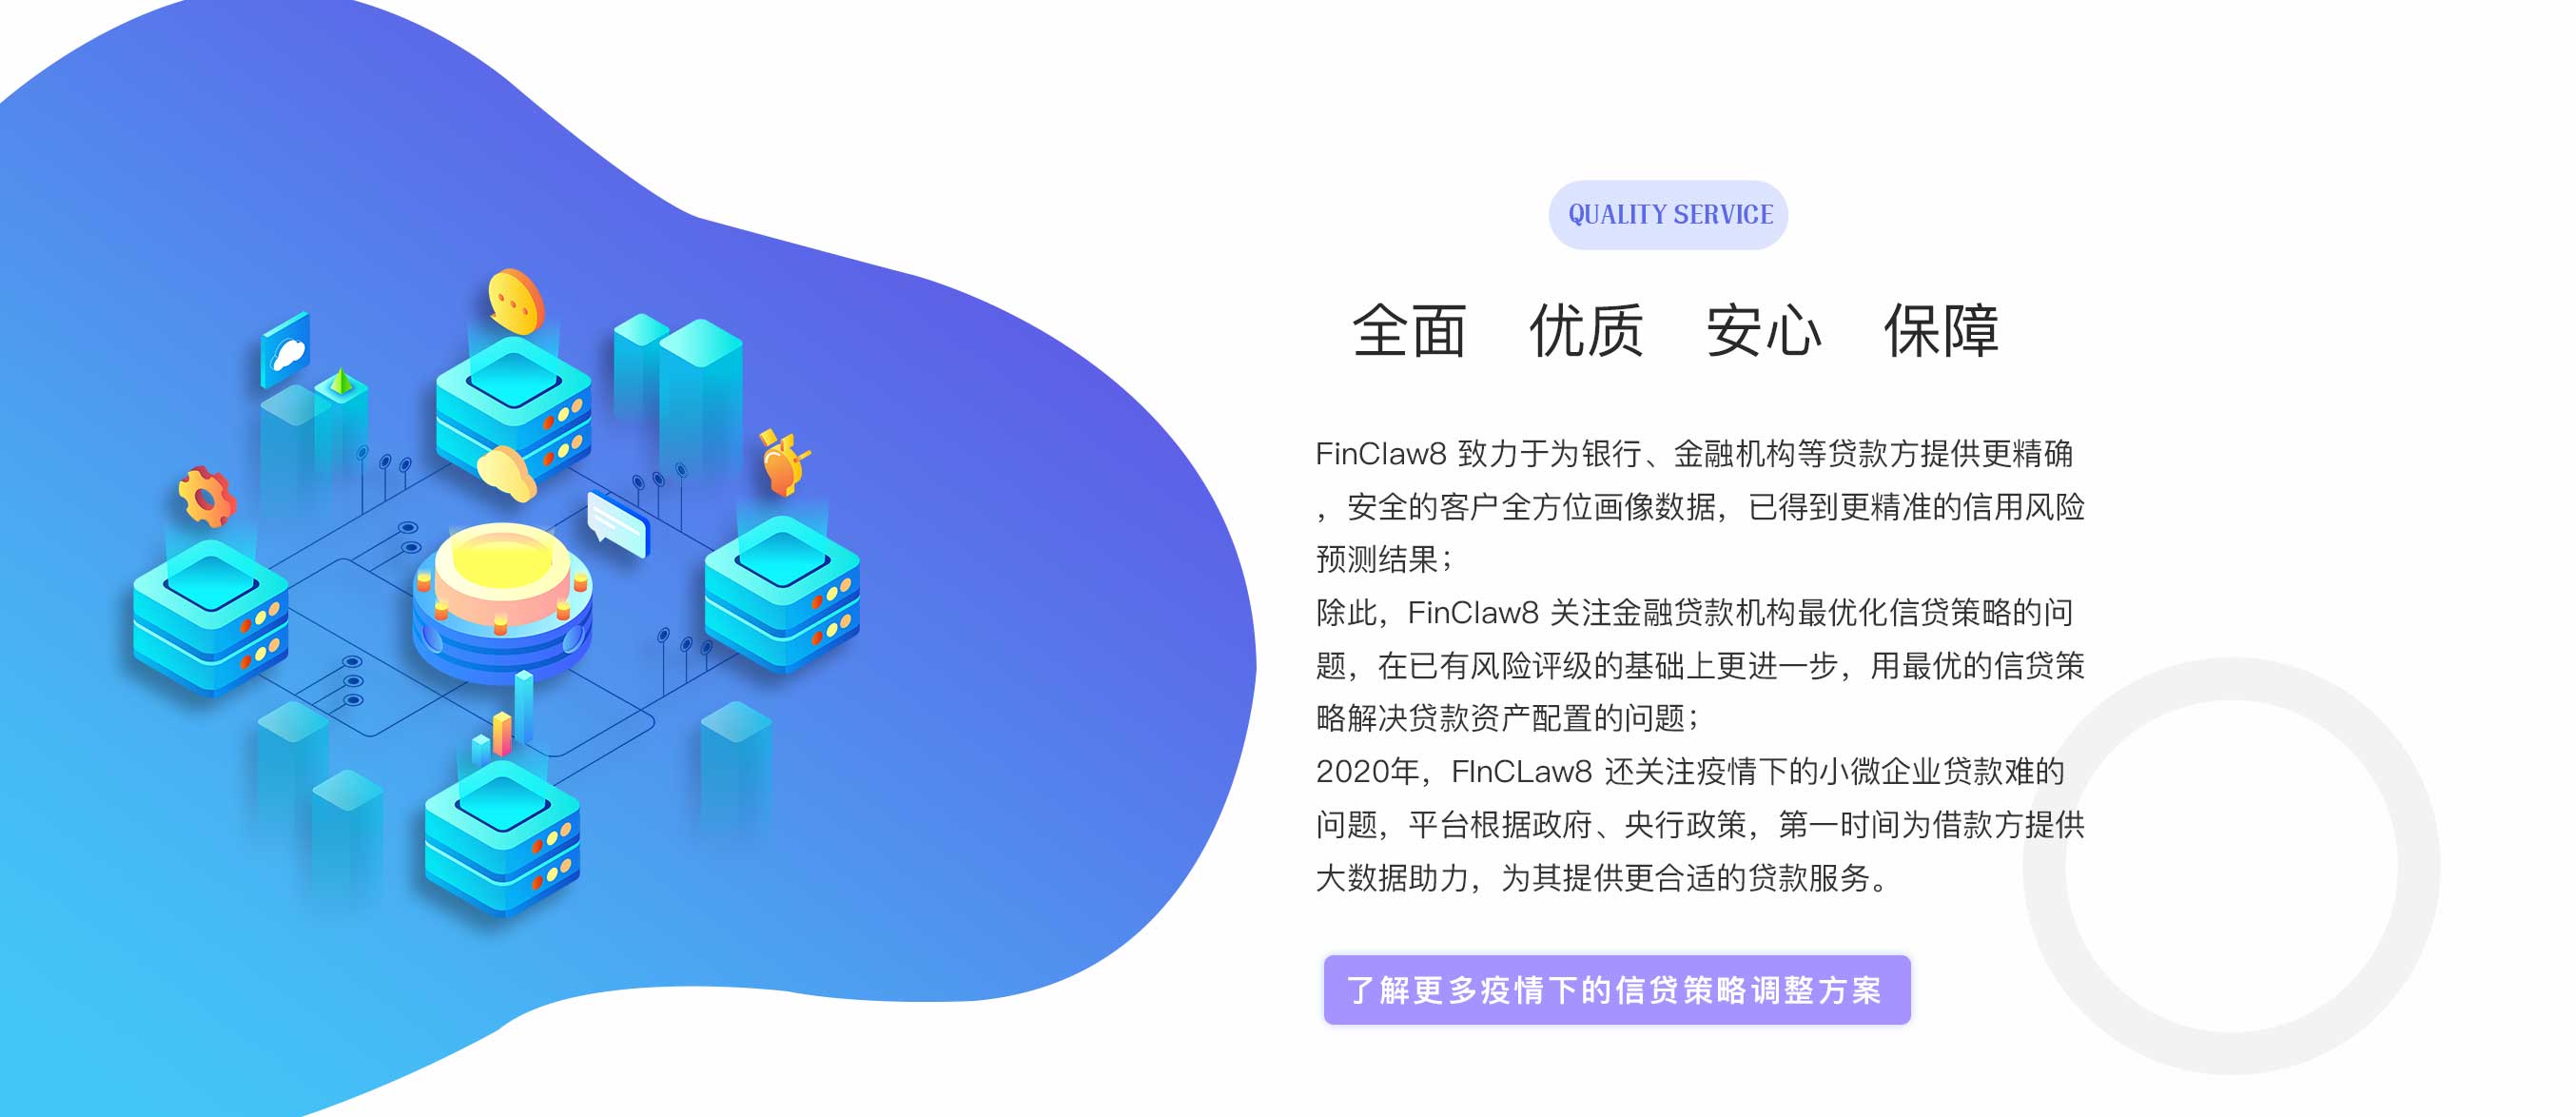 QUALITY SERVICE
全面 优质 安心 保障
FinClaw8 致力于为银行、金融机构等贷款方提供更精确
，安全的客户全方位画像数据，已得到更精准的信用风险
预测结果；
除此，FinClaw8 关注金融贷款机构最优化信贷策略的问
题，在已有风险评级的基础上更进一步，用最优的信贷策
略解决贷款资产配置的问题；
2020年，FInCLaw8 还关注疫情下的小微企业贷款难的
问题，平台根据政府、央行政策，第一时间为借款方提供
大数据助力，为其提供更合适的贷款服务。
了解更多疫情下的信贷策略调整方案